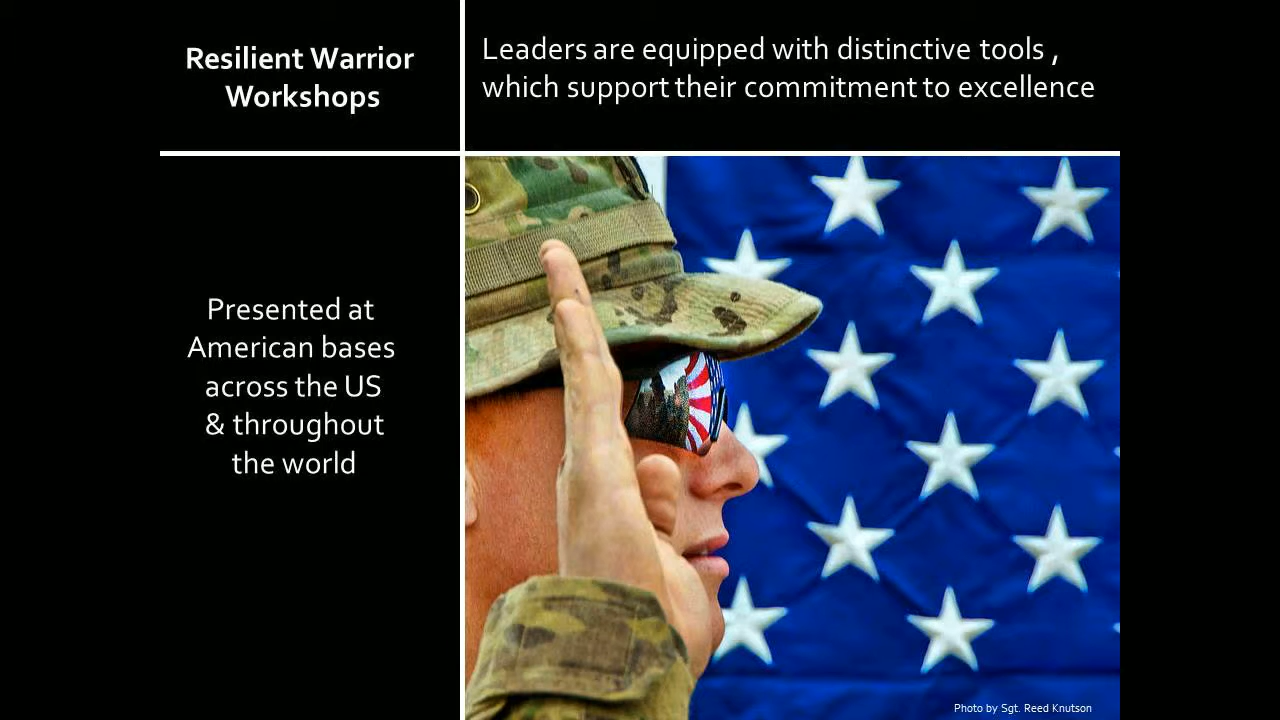 Resilient Warrior
Workshops
Leaders are equipped with distinctive tools ,
which support their commitment to excellence
Presented at
American bases
across the US
& throughout
the world
Photo by Sgt. Reed Knutson